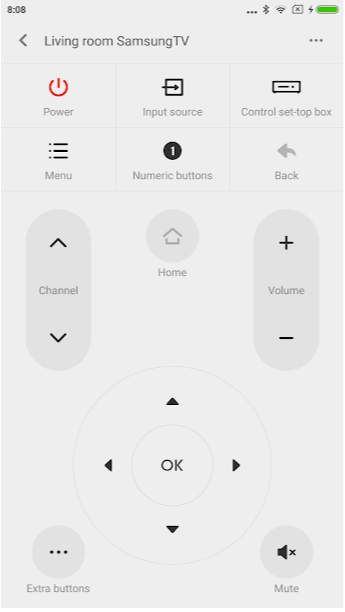 8:08
Living room SamsungTV
Power
Input source
Control set-top box
1
Menu
Numeric buttons
Back
Channel
Home
Volume
OK
Extra buttons
Mute